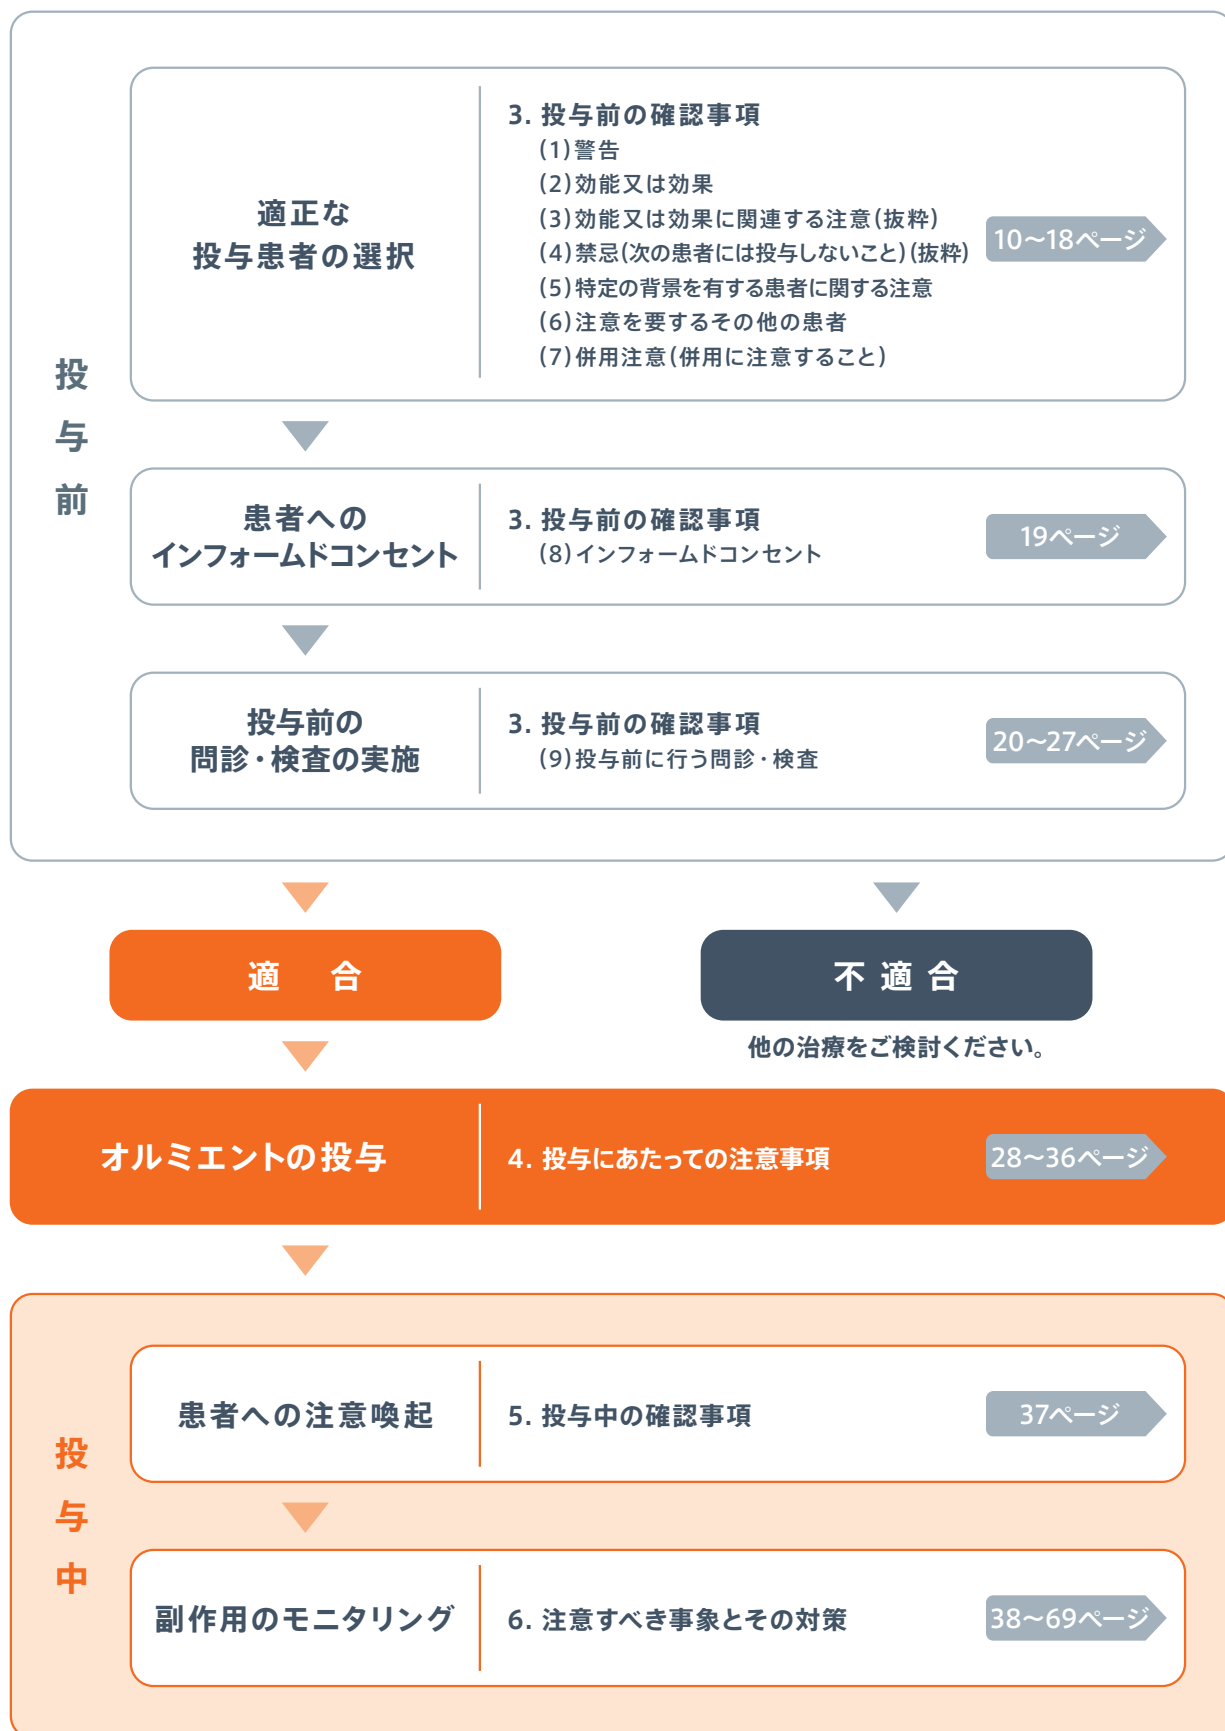 投与前
適正な
投与患者の選択
3. 投与前の確認事項
(1)警告
(2)効能又は効果
(3)効能又は効果に関連する注意(抜粋)
(4)禁忌(次の患者には投与しないこと)(抜粋)
(5)特定の背景を有する患者に関する注意
(6)注意を要するその他の患者
(7)併用注意(併用に注意すること)
10〜18ページ
患者への
インフォームドコンセント
3. 投与前の確認事項
(8)インフォームドコンセント
19ページ
投与前の
問診・検査の実施
3. 投与前の確認事項
(9)投与前に行う問診・検査
20〜27ページ
適 合
不適合
他の治療をご検討ください。
オルミエントの投与
4. 投与にあたっての注意事項
28〜36ページ
投与中
患者への注意喚起
5. 投与中の確認事項
37ページ
副作用のモニタリング
6. 注意すべき事象とその対策
38〜69ページ